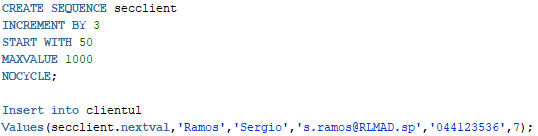 CREATE SEQUENCE secclient
INCREMENT BY 3
START WITH 50
MAXVALUE 1000
NOCYCLE;
Insert into clientul
Values(secclient.nextval,'Ramos','Sergio','s.ramos@RLMAD.sp','044123536',7);